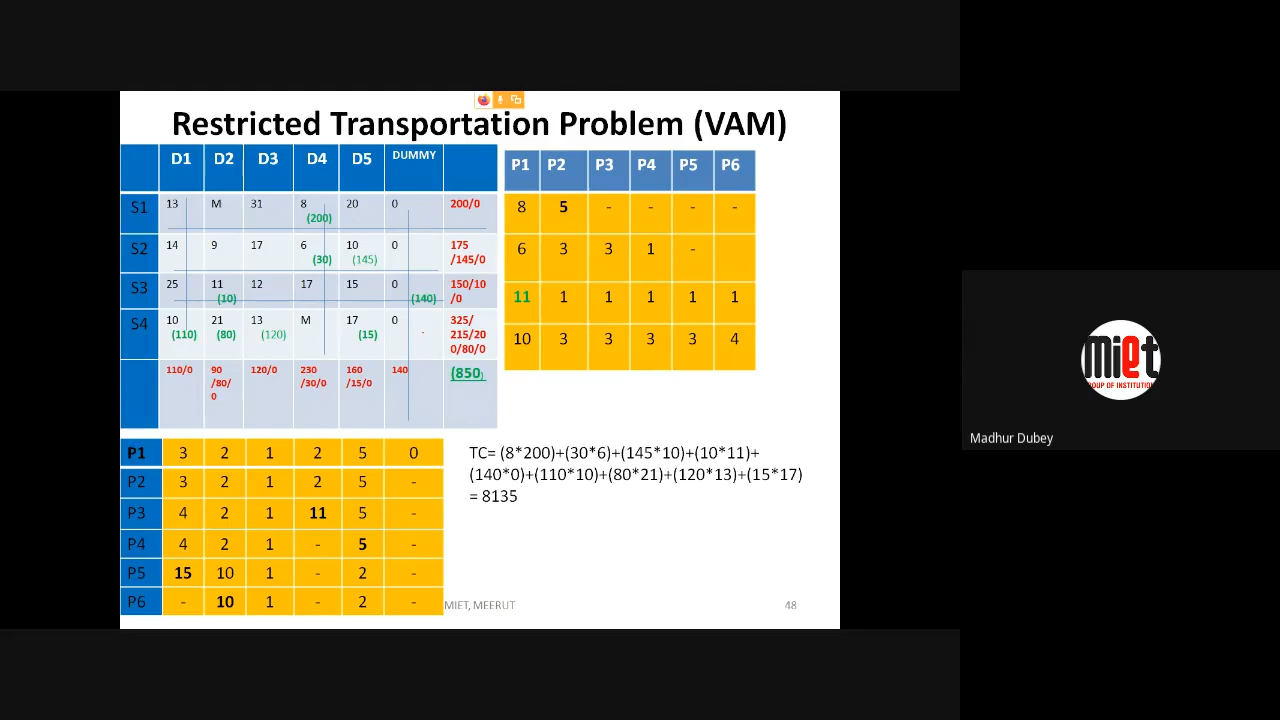 Restricted Transportation Problem (VAM)
D1 D2 D3 D4 D5 DUMMY
S1 13 M 31 8 (200) 20 0 200/0
S2 14 9 17 6 (30) 10 (145) 0 175 /145/0
S3 25 11 (10) 12 17 15 0 (140) 150/10 /0
S4 10 (110) 21 (80) 13 (120) M 17 (15) 0 325/ 215/20 0/80/0
110/0 90 /80/ 0 120/0 230 /30/0 160 /15/0 140 (850)
P1 P2 P3 P4 P5 P6
8 5 - - - -
6 3 3 1 -
11 1 1 1 1 1
10 3 3 3 3 4
P1 3 2 1 2 5 0
P2 3 2 1 2 5 -
P3 4 2 1 11 5 -
P4 4 2 1 - 5 -
P5 15 10 1 - 2 -
P6 - 10 1 - 2 -
TC= (8*200)+(30*6)+(145*10)+(10*11)+
(140*0)+(110*10)+(80*21)+(120*13)+(15*17)
= 8135
MIET, MEERUT
48
miet
GROUP OF INSTITUTION
Madhur Dubey